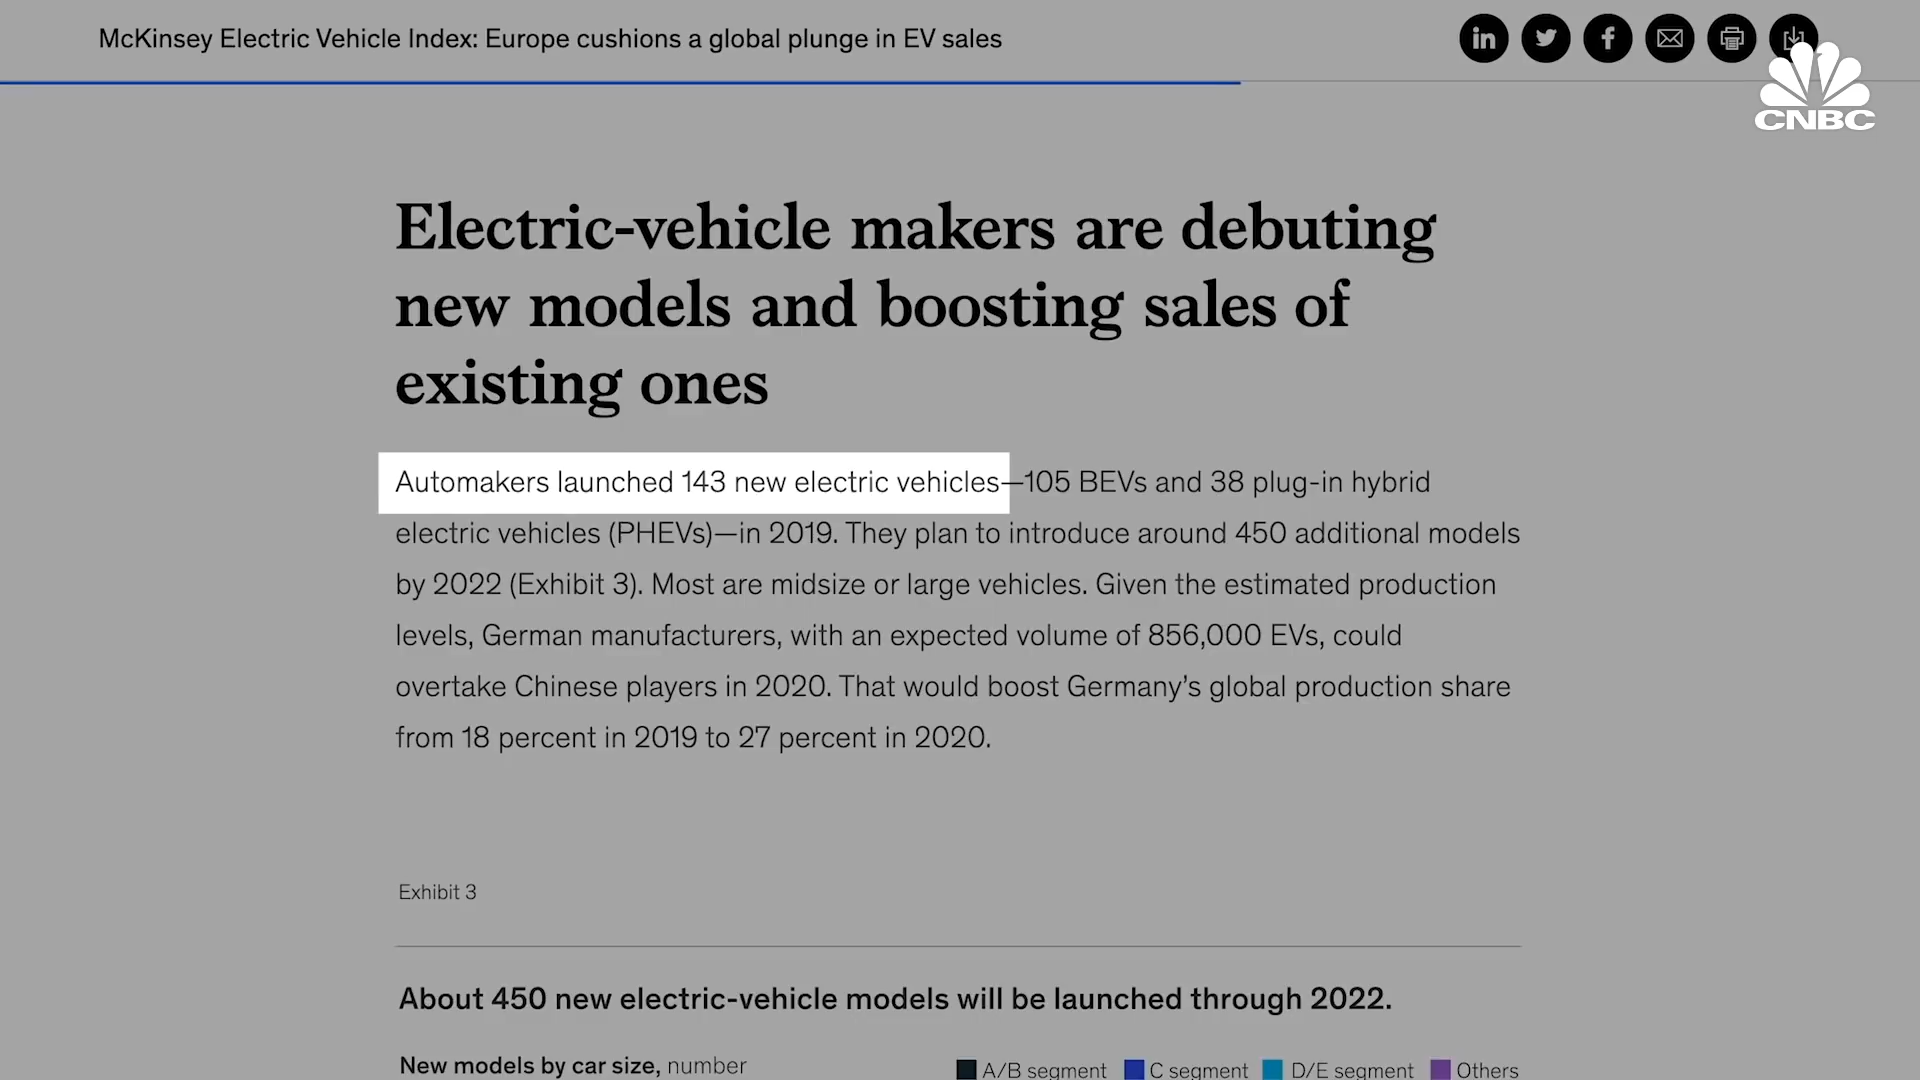 McKinsey Electric Vehicle Index: Europe cushions a global plunge in EV sales
in
f
CNBC
Electric-vehicle makers are debuting
new models and boosting sales of
existing ones
Automakers launched 143 new electric vehicles—105 BEVs and 38 plug-in hybrid
electric vehicles (PHEVs)—in 2019. They plan to introduce around 450 additional models
by 2022 (Exhibit 3). Most are midsize or large vehicles. Given the estimated production
levels, German manufacturers, with an expected volume of 856,000 EVs, could
overtake Chinese players in 2020. That would boost Germany’s global production share
from 18 percent in 2019 to 27 percent in 2020.
Exhibit 3
About 450 new electric-vehicle models will be launched through 2022.
New models by car size, number
A/B segment C segment D/E segment Others